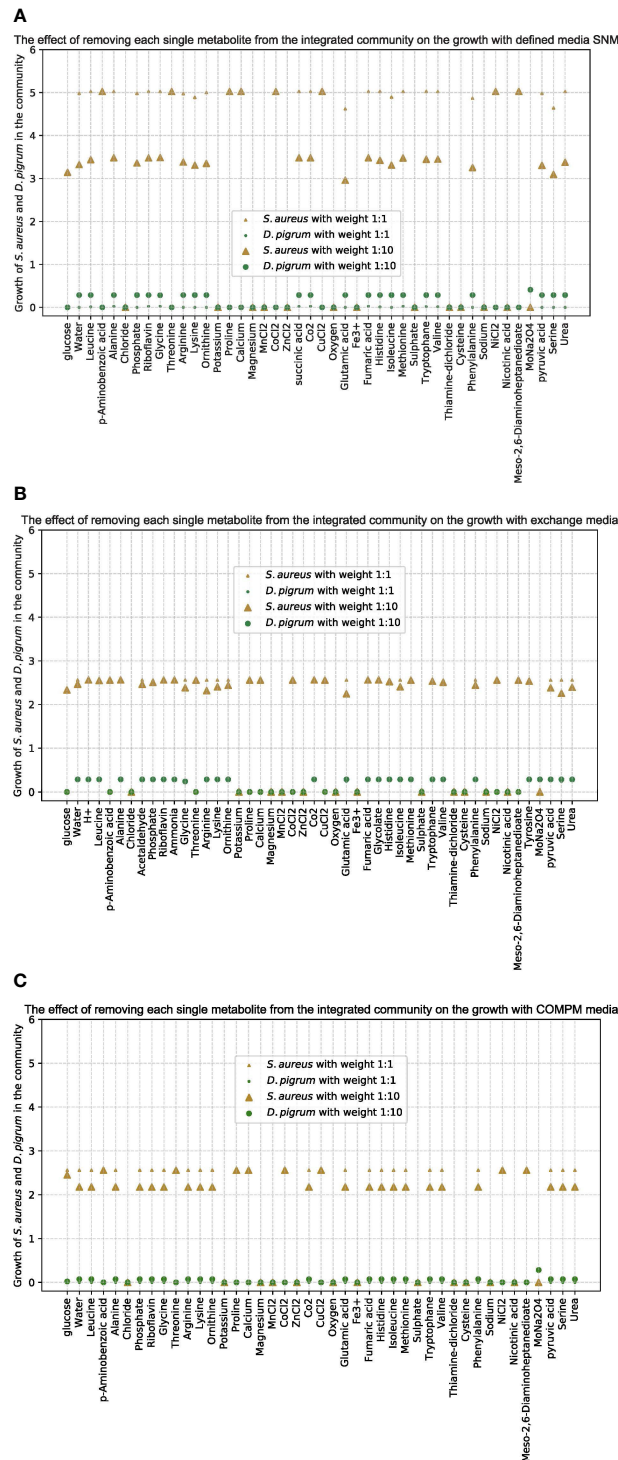 A
The effect of removing each single metabolite from the integrated community on the growth with defined media SNM
Growth of S. aureus and D. pigrum in the community
6
5
4
3
2
1
0
S. aureus with weight 1:1
D. pigrum with weight 1:1
S. aureus with weight 1:10
D. pigrum with weight 1:10
glucose
Water
Leucine
p-Aminobenzoic acid
Alanine
Chloride
Phosphate
Riboflavin
Glycine
Threonine
Arginine
Lysine
Ornithine
Potassium
Proline
Calcium
Magnesium
MnCl2
CoCl2
ZnCl2
succinic acid
Co2
CuCl2
Oxygen
Glutamic acid
Fe3+
Fumaric acid
Histidine
Isoleucine
Methionine
Sulphate
Tryptophane
Valine
Thiamine-dichloride
Cysteine
Phenylalanine
Sodium
NiCl2
Nicotinic acid
Meso-2,6-Diaminoheptanedioate
MoNa2O4
pyruvic acid
Serine
Urea
B
The effect of removing each single metabolite from the integrated community on the growth with exchange media
Growth of S. aureus and D. pigrum in the community
6
5
4
3
2
1
0
S. aureus with weight 1:1
D. pigrum with weight 1:1
S. aureus with weight 1:10
D. pigrum with weight 1:10
glucose
Water
H+
Leucine
p-Aminobenzoic acid
Alanine
Chloride
Acetaldehyde
Phosphate
Riboflavin
Ammonia
Glycine
Threonine
Arginine
Lysine
Ornithine
Potassium
Proline
Calcium
Magnesium
MnCl2
CoCl2
ZnCl2
Co2
CuCl2
Oxygen
Glutamic acid
Fe3+
Fumaric acid
Glycolate
Histidine
Isoleucine
Methionine
Sulphate
Tryptophane
Valine
Thiamine-dichloride
Cysteine
Phenylalanine
Sodium
NiCl2
Nicotinic acid
Meso-2,6-Diaminoheptanedioate
Tyrosine
MoNa2O4
pyruvic acid
Serine
Urea
C
The effect of removing each single metabolite from the integrated community on the growth with COMPM media
Growth of S. aureus and D. pigrum in the community
6
5
4
3
2
1
0
S. aureus with weight 1:1
D. pigrum with weight 1:1
S. aureus with weight 1:10
D. pigrum with weight 1:10
glucose
Water
Leucine
p-Aminobenzoic acid
Alanine
Chloride
Phosphate
Riboflavin
Glycine
Threonine
Arginine
Lysine
Ornithine
Potassium
Proline
Calcium
Magnesium
MnCl2
CoCl2
ZnCl2
Co2
CuCl2
Oxygen
Glutamic acid
Fe3+
Fumaric acid
Histidine
Isoleucine
Methionine
Sulphate
Tryptophane
Valine
Thiamine-dichloride
Cysteine
Phenylalanine
Sodium
NiCl2
Nicotinic acid
Meso-2,6-Diaminoheptanedioate
MoNa2O4
pyruvic acid
Serine
Urea